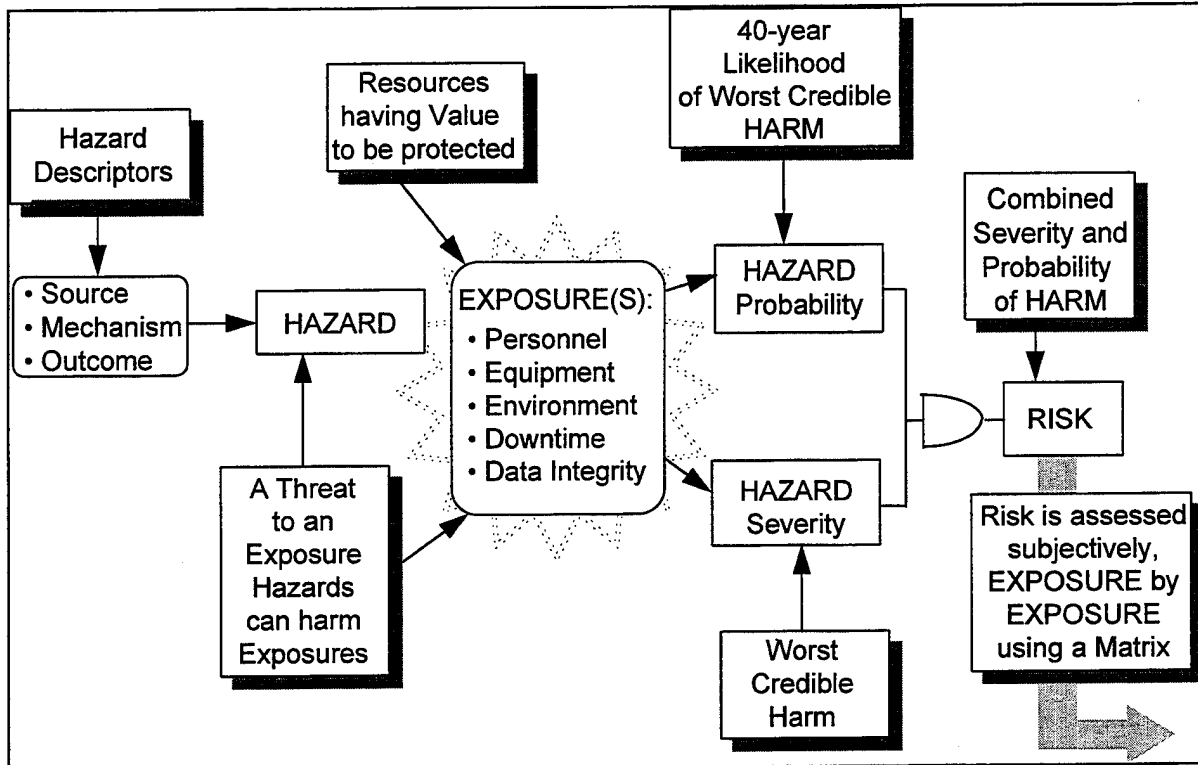 Hazard
Descriptors
• Source
• Mechanism
• Outcome
HAZARD
A Threat
to an
Exposure
Hazards
can harm
Exposures
Resources
having Value
to be protected
EXPOSURE(S):
• Personnel
• Equipment
• Environment
• Downtime
• Data Integrity
40-year
Likelihood
of Worst Credible
HARM
HAZARD
Probability
HAZARD
Severity
Worst
Credible
Harm
Combined
Severity and
Probability
of HARM
RISK
Risk is assessed
subjectively,
EXPOSURE by
EXPOSURE
using a Matrix